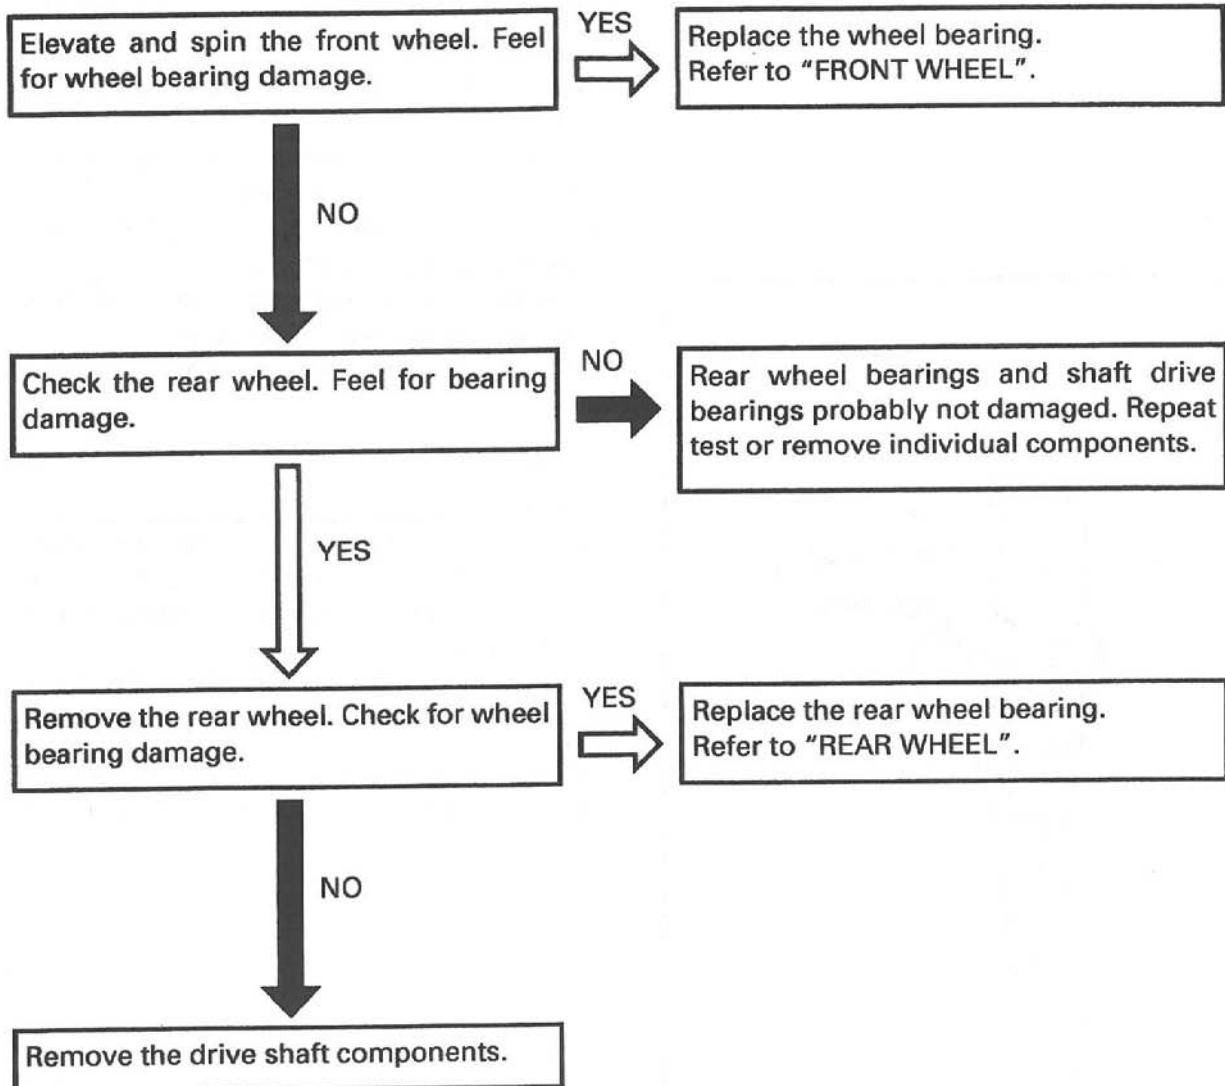 Elevate and spin the front wheel. Feel
for wheel bearing damage.
YES
Replace the wheel bearing.
Refer to “FRONT WHEEL”.
NO
Check the rear wheel. Feel for bearing
damage.
NO
Rear wheel bearings and shaft drive
bearings probably not damaged. Repeat
test or remove individual components.
YES
Remove the rear wheel. Check for wheel
bearing damage.
YES
Replace the rear wheel bearing.
Refer to “REAR WHEEL”.
NO
Remove the drive shaft components.